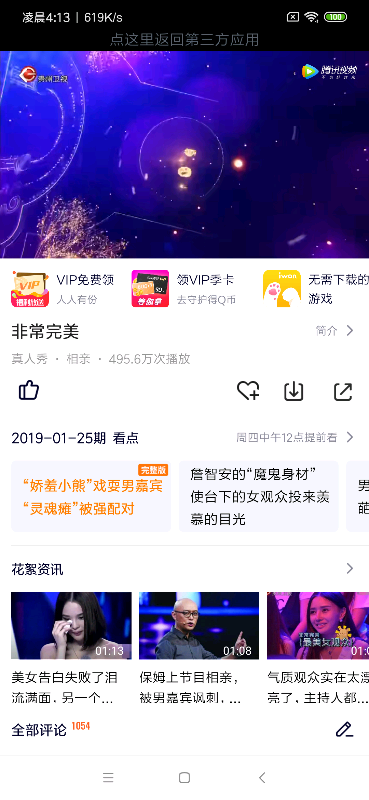 凌晨4:13 | 619K/s
100
点这里返回第三方应用
贵州卫视
腾讯视频
VIP
VIP免费领
人人有份
领VIP季卡
去守护得Q币
无需下载的
游戏
非常完美
简介
真人秀 · 相亲 · 495.6万次播放
2019-01-25期 看点
周四中午12点提前看
完整版
“娇羞小熊”戏耍男嘉宾
“灵魂瘫”被强配对
詹智安的“魔鬼身材”
使台下的女观众投来羡
慕的目光
男
花絮资讯
01:13
01:08
最美女观众
美女告白失败了泪
流满面，另一个...
保姆上节目相亲，
被男嘉宾讽刺，...
气质观众实在太漂
亮了，主持人都...
全部评论 1054